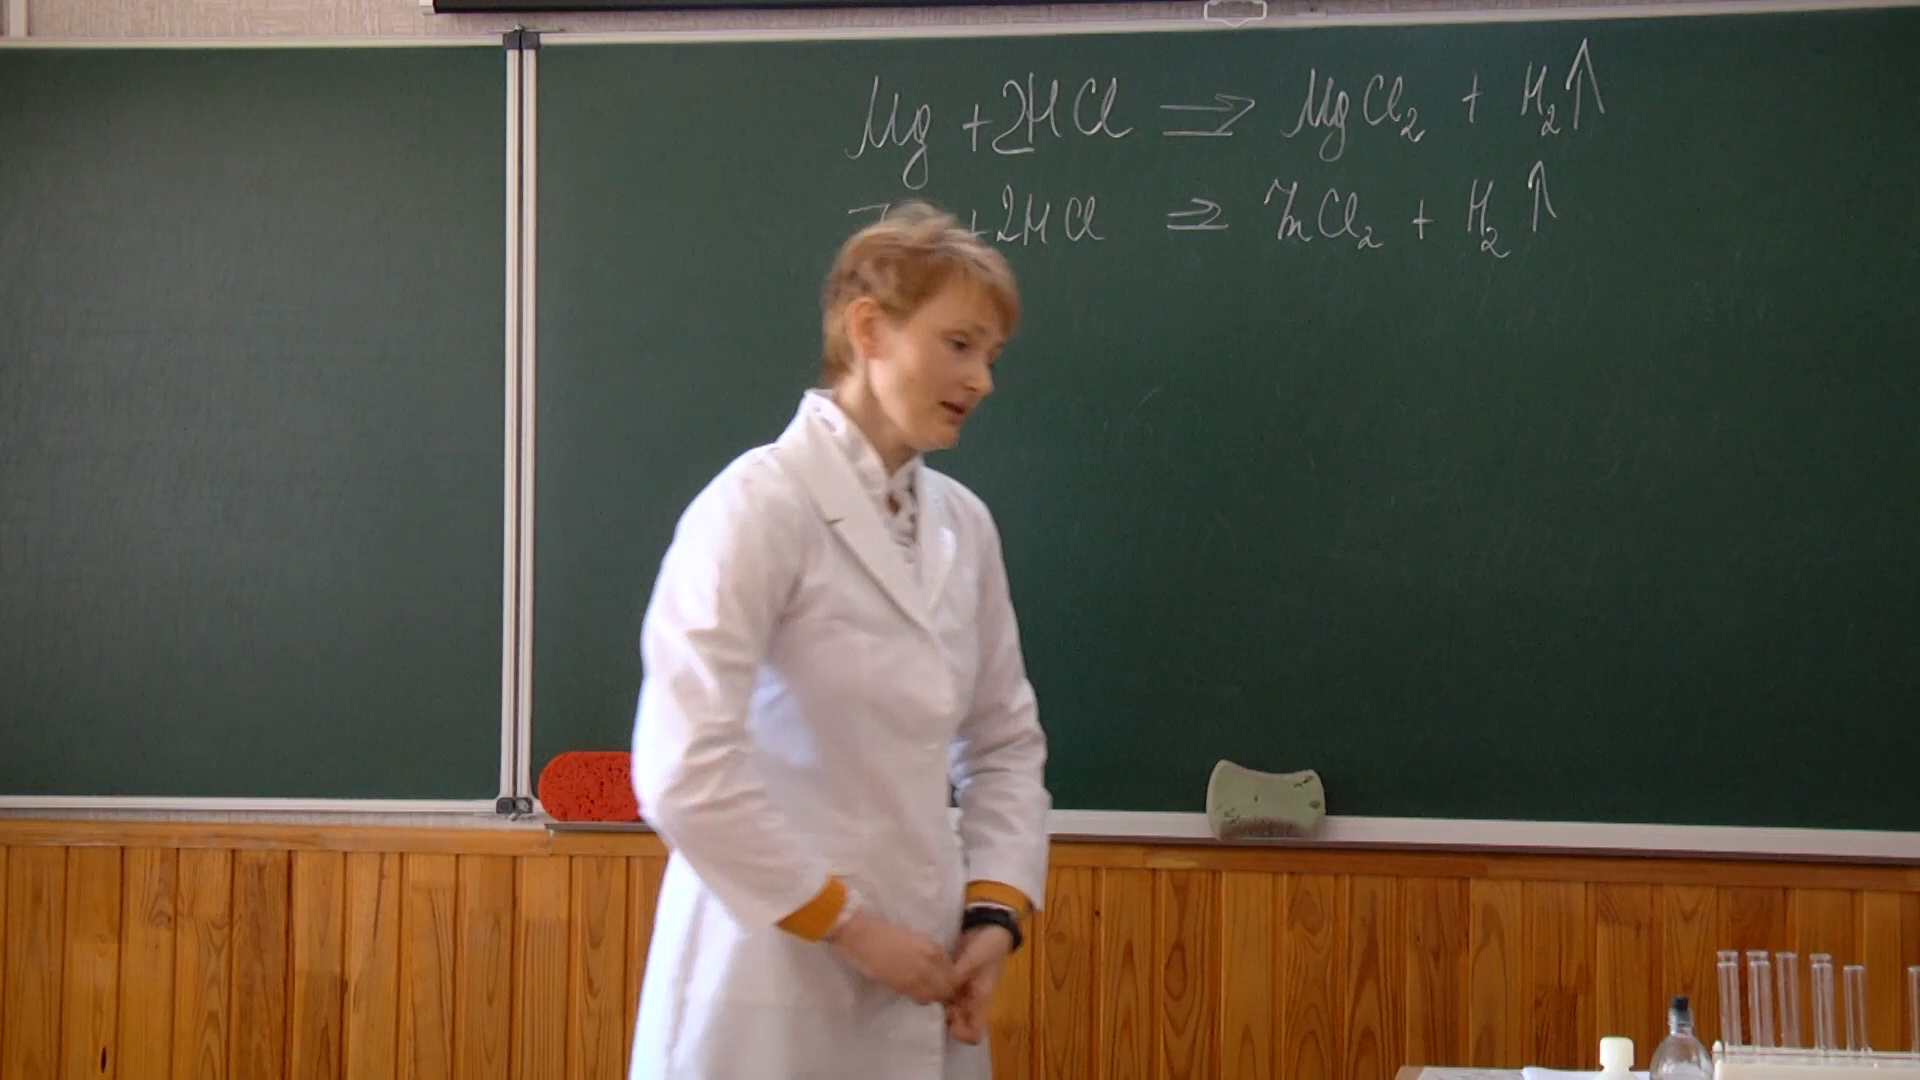 Mg + 2HCl ⇒ MgCl₂ + H₂↑
+ 2HCl ⇒ ZnCl₂ + H₂↑